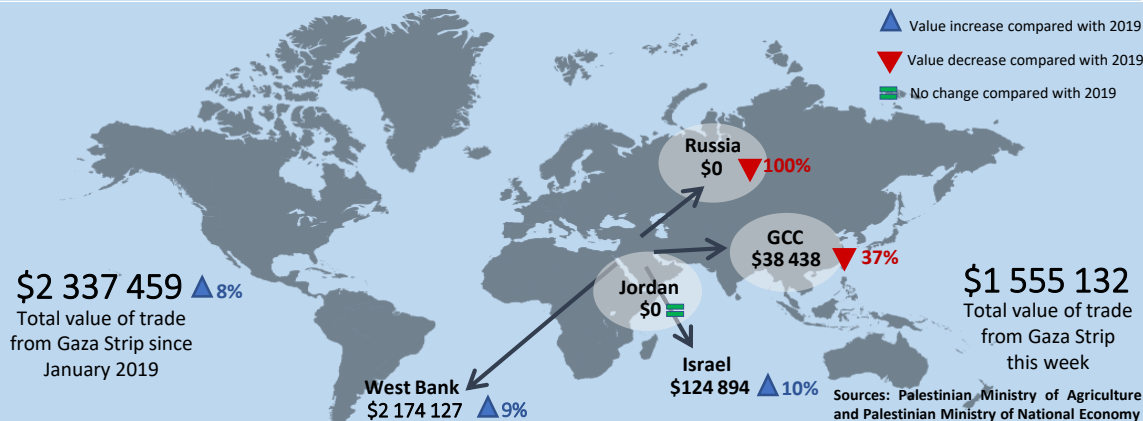 Value increase compared with 2019
Value decrease compared with 2019
No change compared with 2019
Russia
$0
100%
GCC
$38 438
37%
Jordan
$0
$2 337 459 8%
Total value of trade
from Gaza Strip since
January 2019
$1 555 132
Total value of trade
from Gaza Strip
this week
Israel
$124 894 10%
West Bank
$2 174 127 9%
Sources: Palestinian Ministry of Agriculture
and Palestinian Ministry of National Economy